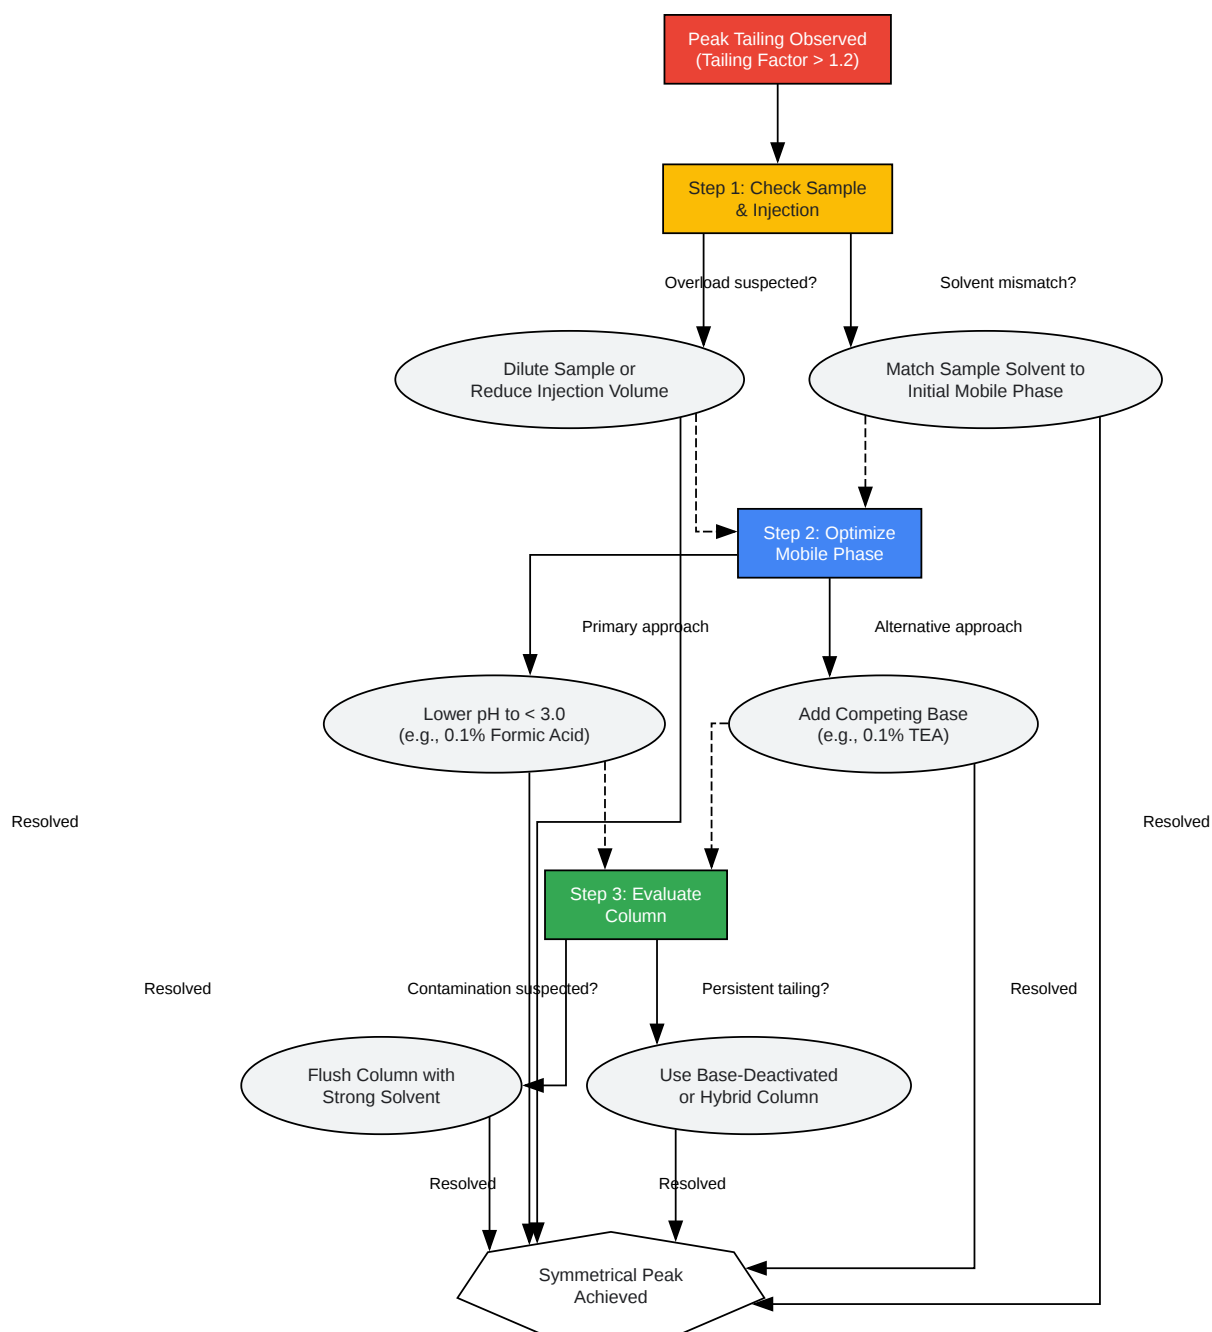 Peak Tailing Observed
(Tailing Factor > 1.2)
Step 1: Check Sample
& Injection
Overload suspected?
Solvent mismatch?
Dilute Sample or
Reduce Injection Volume
Match Sample Solvent to
Initial Mobile Phase
Step 2: Optimize
Mobile Phase
Primary approach
Alternative approach
Lower pH to < 3.0
(e.g., 0.1% Formic Acid)
Add Competing Base
(e.g., 0.1% TEA)
Resolved
Resolved
Step 3: Evaluate
Column
Resolved
Contamination suspected?
Persistent tailing?
Resolved
Flush Column with
Strong Solvent
Use Base-Deactivated
or Hybrid Column
Resolved
Resolved
Symmetrical Peak
Achieved